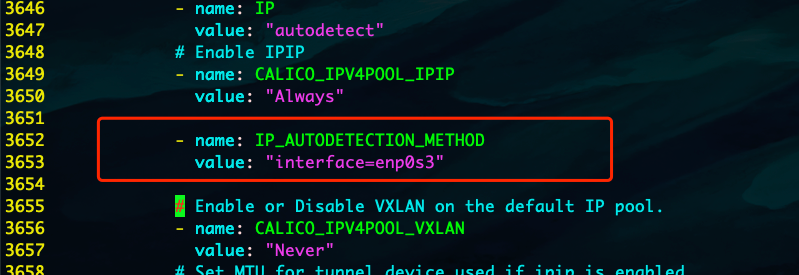 3646 - name: IP
3647 value: "autodetect"
3648 # Enable IPIP
3649 - name: CALICO_IPV4POOL_IPIP
3650 value: "Always"
3651
3652 - name: IP_AUTODETECTION_METHOD
3653 value: "interface=enp0s3"
3654
3655 # Enable or Disable VXLAN on the default IP pool.
3656 - name: CALICO_IPV4POOL_VXLAN
3657 value: "Never"
3658 # Set MTU for tunnel device used if ipip is enabled